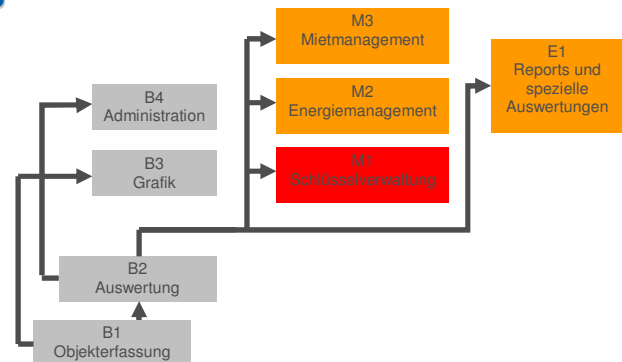 M3
Mietmanagement
E1
Reports und
spezielle
Auswertungen
M2
Energiemanagement
B4
Administration
M1
Schlüsselverwaltung
B3
Grafik
B2
Auswertung
B1
Objekterfassung